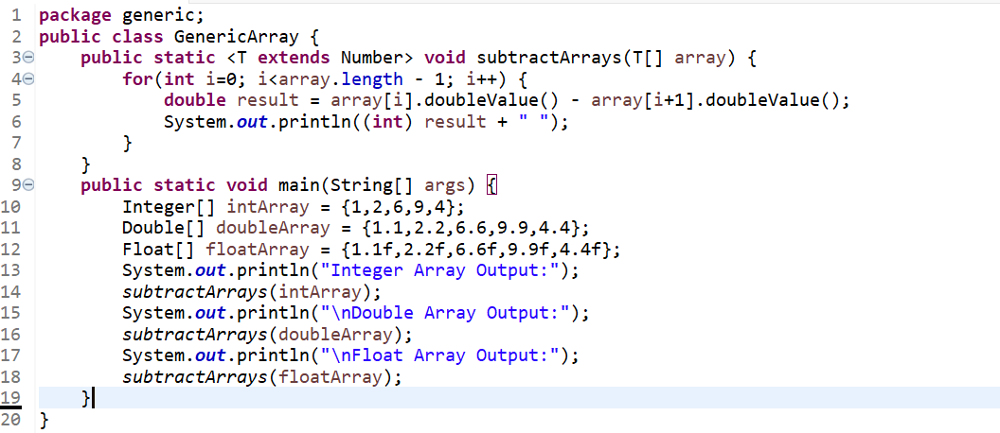 1 package generic;
2 public class GenericArray {
3 public static <T extends Number> void subtractArrays(T[] array) {
4 for(int i=0; i<array.length - 1; i++) {
5 double result = array[i].doubleValue() - array[i+1].doubleValue();
6 System.out.println((int) result + " ");
7 }
8 }
9 public static void main(String[] args) {
10 Integer[] intArray = {1,2,6,9,4};
11 Double[] doubleArray = {1.1,2.2,6.6,9.9,4.4};
12 Float[] floatArray = {1.1f,2.2f,6.6f,9.9f,4.4f};
13 System.out.println("Integer Array Output:");
14 subtractArrays(intArray);
15 System.out.println("\nDouble Array Output:");
16 subtractArrays(doubleArray);
17 System.out.println("\nFloat Array Output:");
18 subtractArrays(floatArray);
19 }
20 }